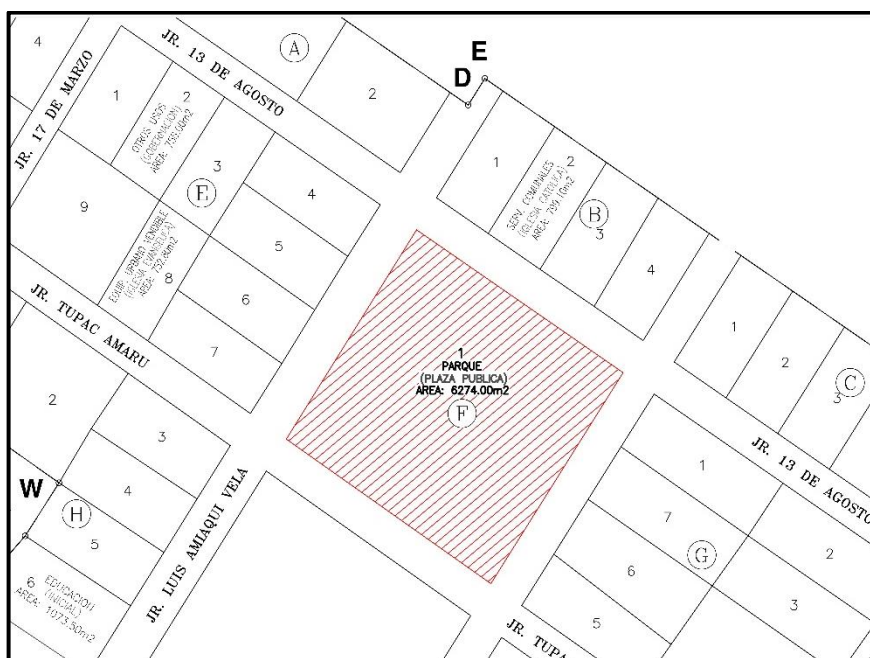 4
JR. 17 DE MARZO
JR. 13 DE AGOSTO
A
2
E
D
1
2
OTROS USOS
(GOBERNACION)
AREA: 759.00m2
3
E
4
5
6
7
9
8
EQUIP. URBANO VENDIBLE
(IGLESIA EVANGELICA)
AREA: 752.80m2
1
2
SERV. COMUNALES
(IGLESIA CATOLICA)
AREA: 799.10m2
B
3
4
1
2
3
C
JR. TUPAC AMARU
1
PARQUE
(PLAZA PUBLICA)
AREA: 6274.00m2
F
JR. 13 DE AGOSTO
2
3
4
W
H
5
6 EDUCACION
(INICIAL)
AREA: 1073.50m2
JR. LUIS AMIAQUI VELA
1
7
G
2
6
3
5
JR. TUPA